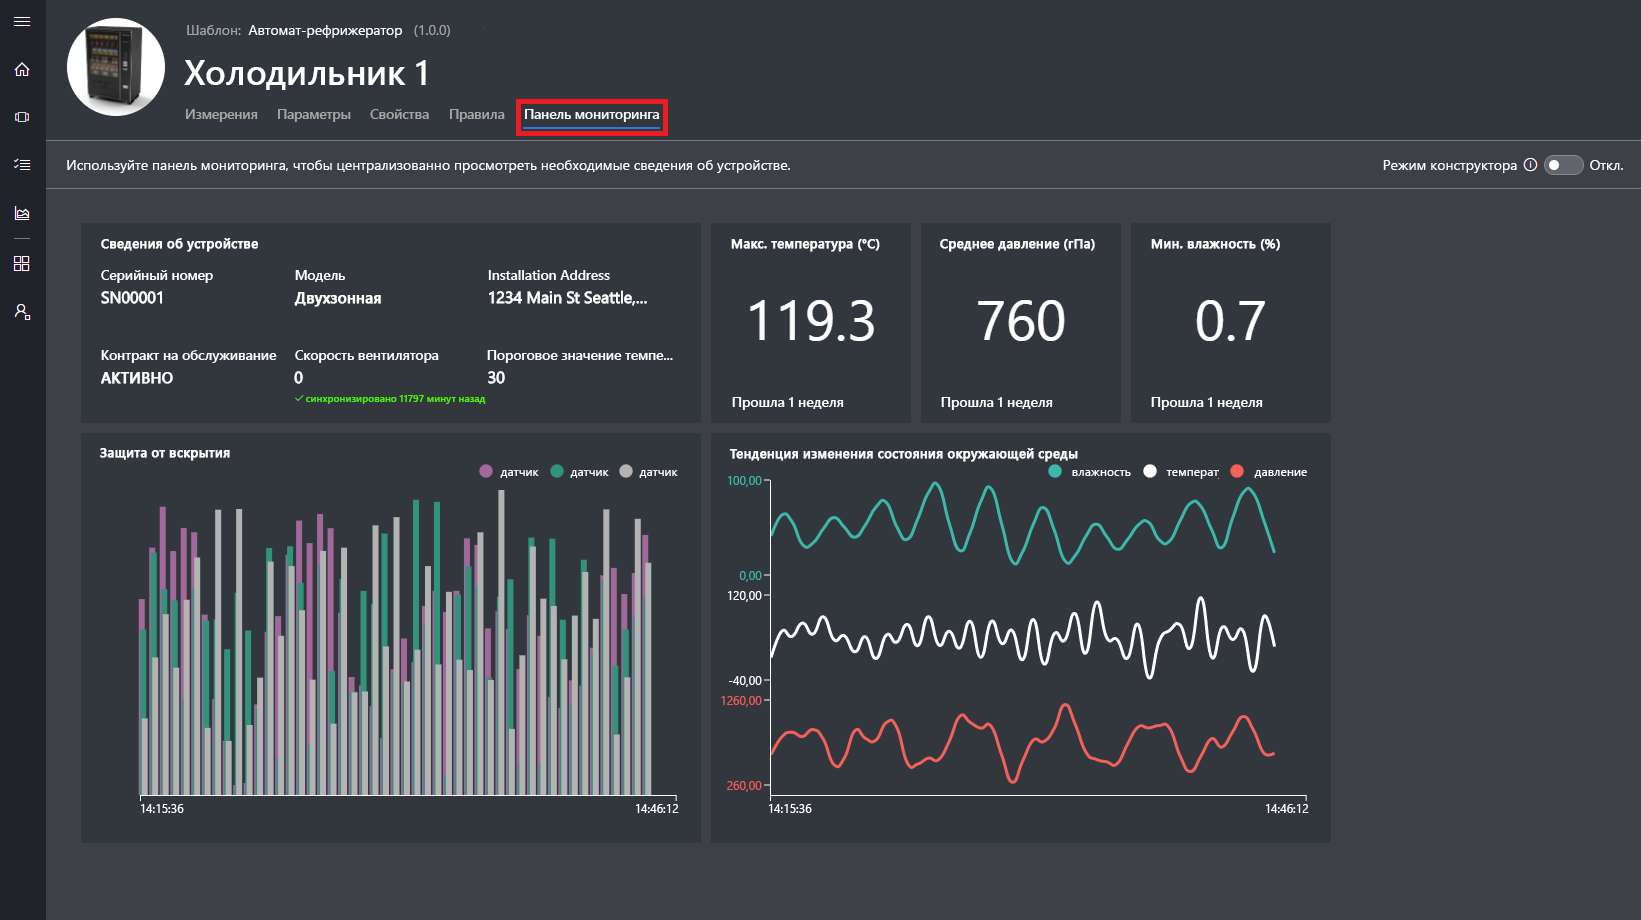 Шаблон: Автомат-рефрижератор (1.0.0)
Холодильник 1
Измерения Параметры Свойства Правила Панель мониторинга
Используйте панель мониторинга, чтобы централизованно просмотреть необходимые сведения об устройстве.
Режим конструктора Откл.
Сведения об устройстве
Серийный номер Модель Installation Address
SN00001 Двухзонная 1234 Main St Seattle,...
Контракт на обслуживание Скорость вентилятора Пороговое значение темпе...
АКТИВНО 0 30
синхронизировано 11797 минут назад
Макс. температура (°C)
119.3
Прошла 1 неделя
Среднее давление (гПа)
760
Прошла 1 неделя
Мин. влажность (%)
0.7
Прошла 1 неделя
Защита от вскрытия
датчик датчик датчик
14:15:36 14:46:12
Тенденция изменения состояния окружающей среды
влажность температ давление
100,00
0,00
120,00
-40,00
1260,00
260,00
14:15:36 14:46:12